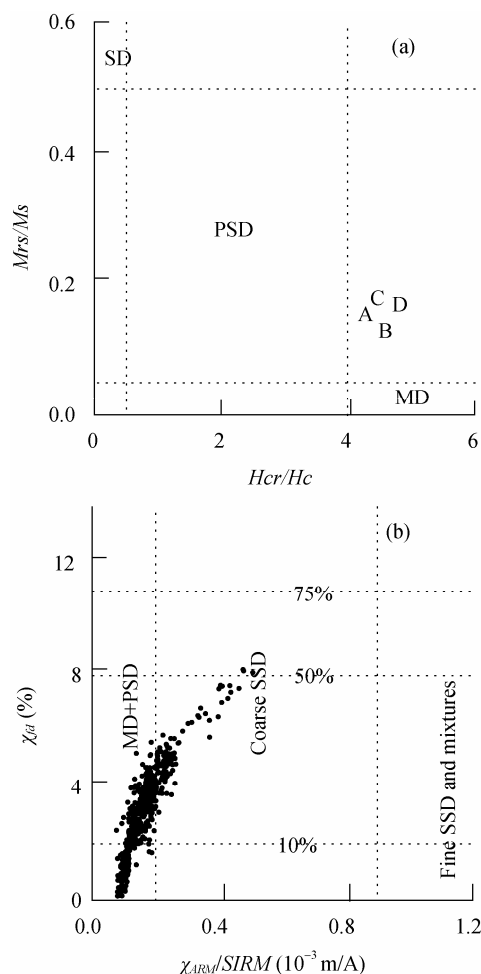 0.6
SD
(a)
0.4
Mrs/Ms
PSD
0.2
C
D
A
B
MD
0.0
0
2
4
6
Hcr/Hc
(b)
12
75%
8
50%
χfd (%)
MD+PSD
Coarse SSD
Fine SSD and mixtures
4
10%
0
0.0
0.4
0.8
1.2
χARM/SIRM (10⁻³ m/A)